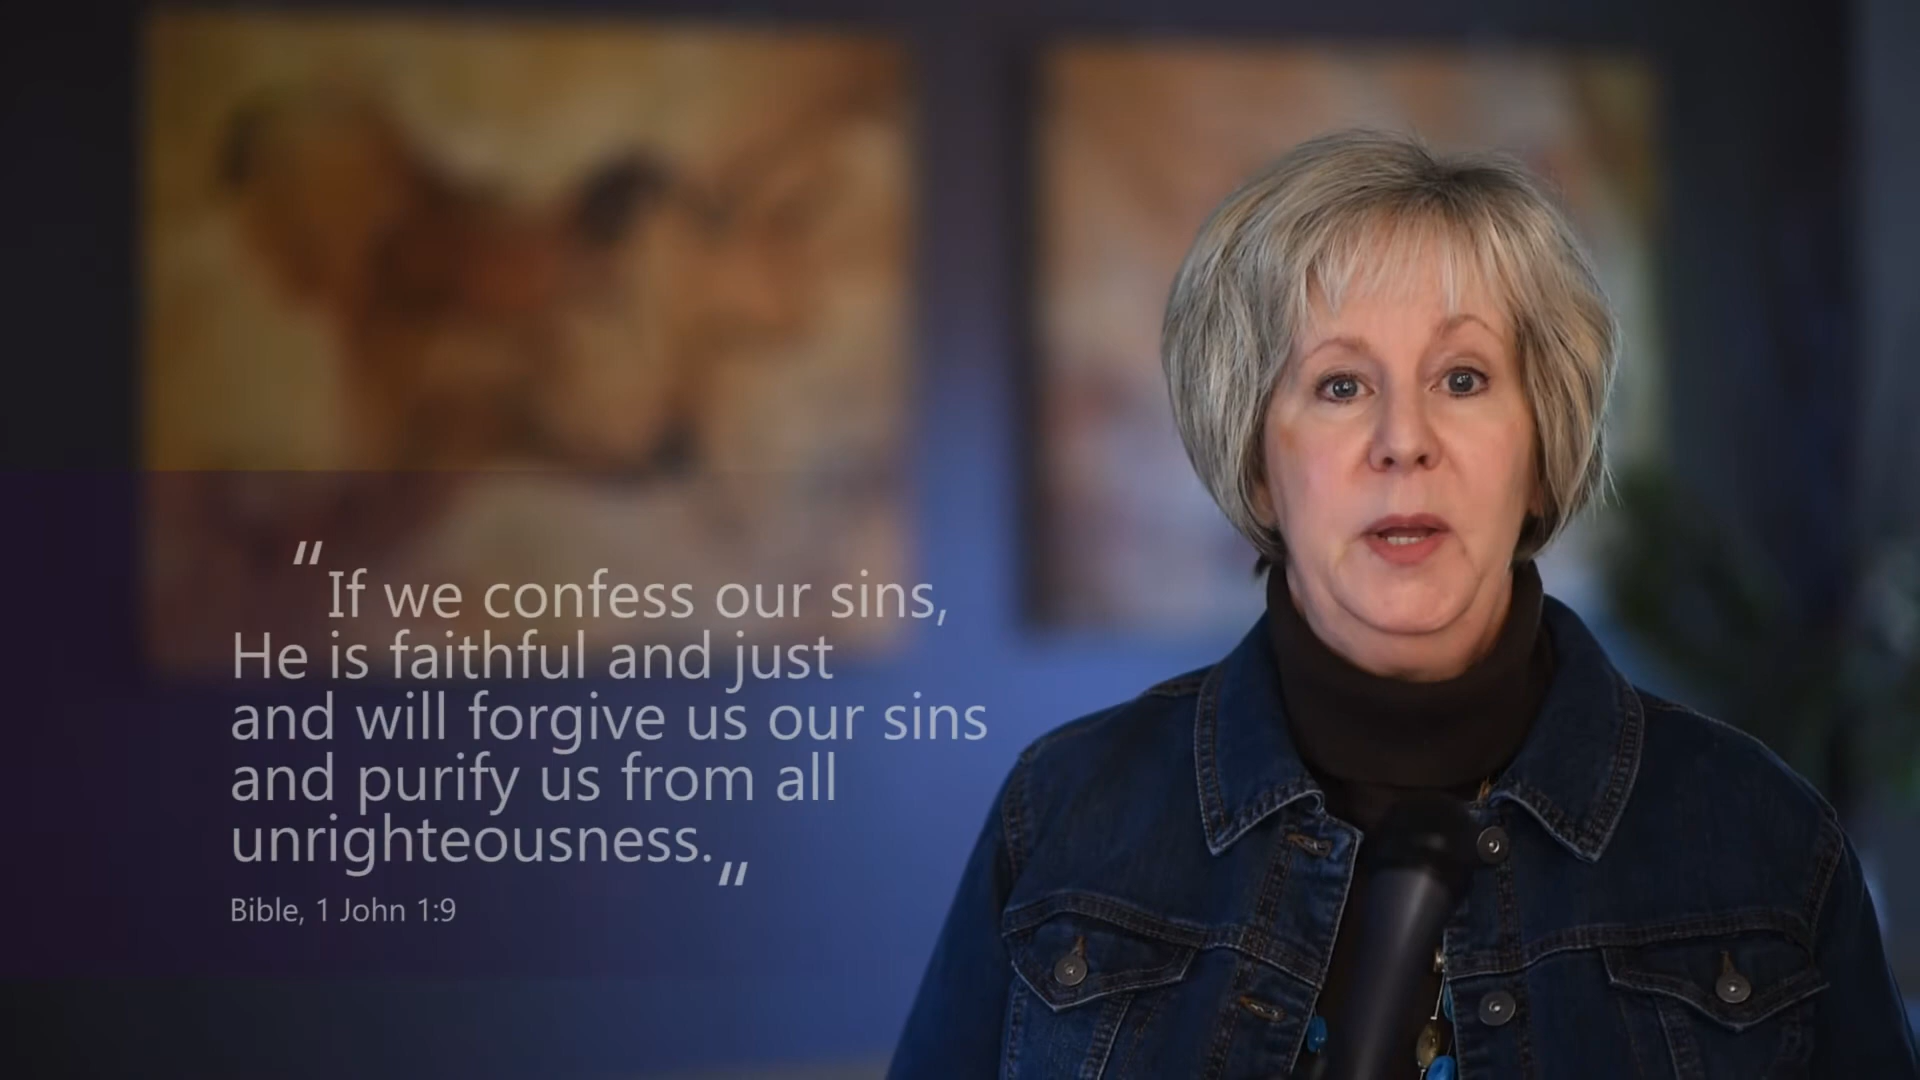 “If we confess our sins,
He is faithful and just
and will forgive us our sins
and purify us from all
unrighteousness.“
Bible, 1 John 1:9